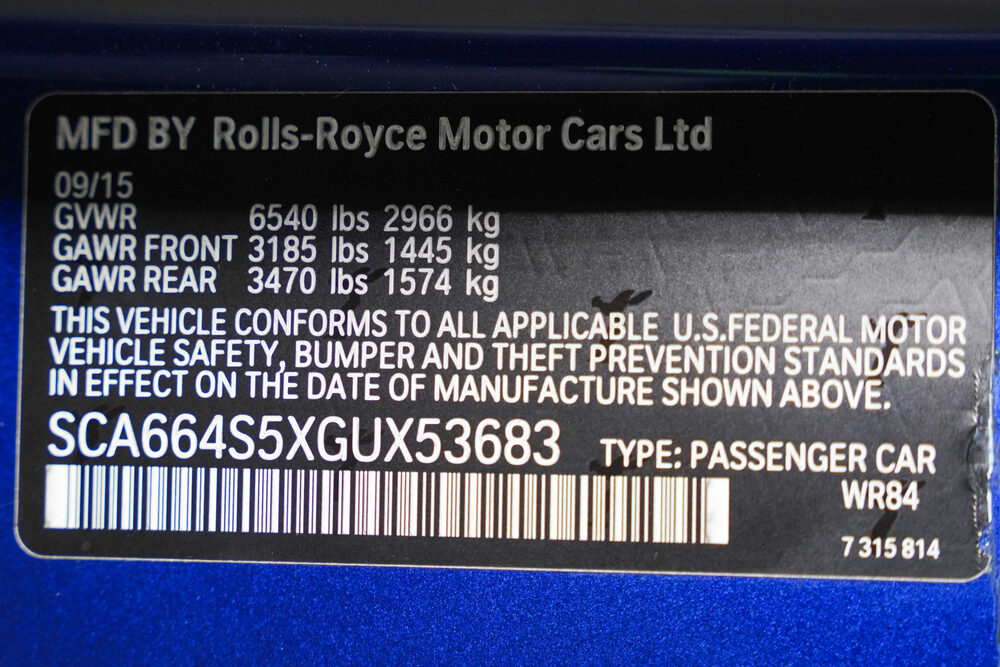 MFD BY Rolls-Royce Motor Cars Ltd
09/15
GVWR 6540 lbs 2966 kg
GAWR FRONT 3185 lbs 1445 kg
GAWR REAR 3470 lbs 1574 kg
THIS VEHICLE CONFORMS TO ALL APPLICABLE U.S.FEDERAL MOTOR
VEHICLE SAFETY, BUMPER AND THEFT PREVENTION STANDARDS
IN EFFECT ON THE DATE OF MANUFACTURE SHOWN ABOVE.
SCA664S5XGUX53683 TYPE: PASSENGER CAR
WR84
7 315 814